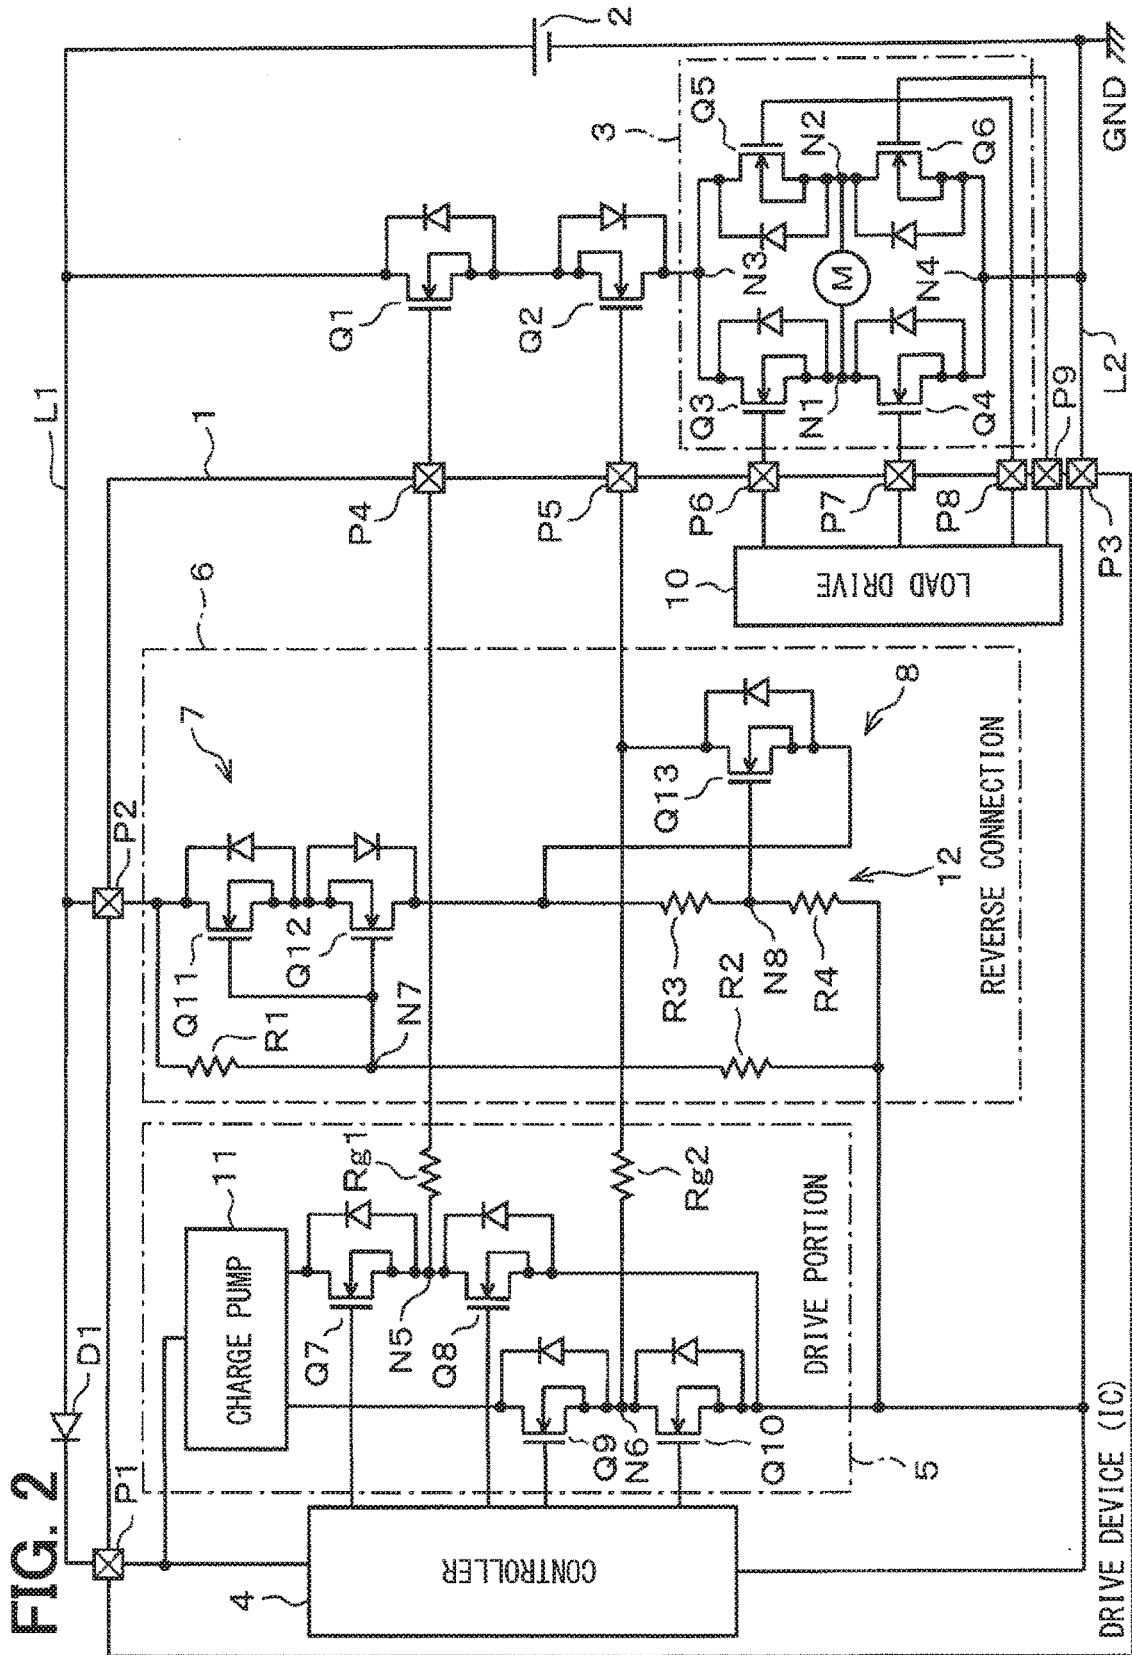 FIG. 2
L1
D1
P1
P2
1
2
4
CONTROLLER
11
CHARGE PUMP
Q7
Q8
Q9
Q10
N5
N6
Rg1
Rg2
DRIVE PORTION
5
6
7
Q11
Q12
R1
N7
R2
R3
N8
R4
12
Q13
8
REVERSE CONNECTION
P4
P5
P6
P7
P8
P9
P3
10
LOAD DRIVE
Q1
Q2
3
N3
Q3
Q4
Q5
Q6
N1
N2
M
N4
L2
GND
DRIVE DEVICE (IC)